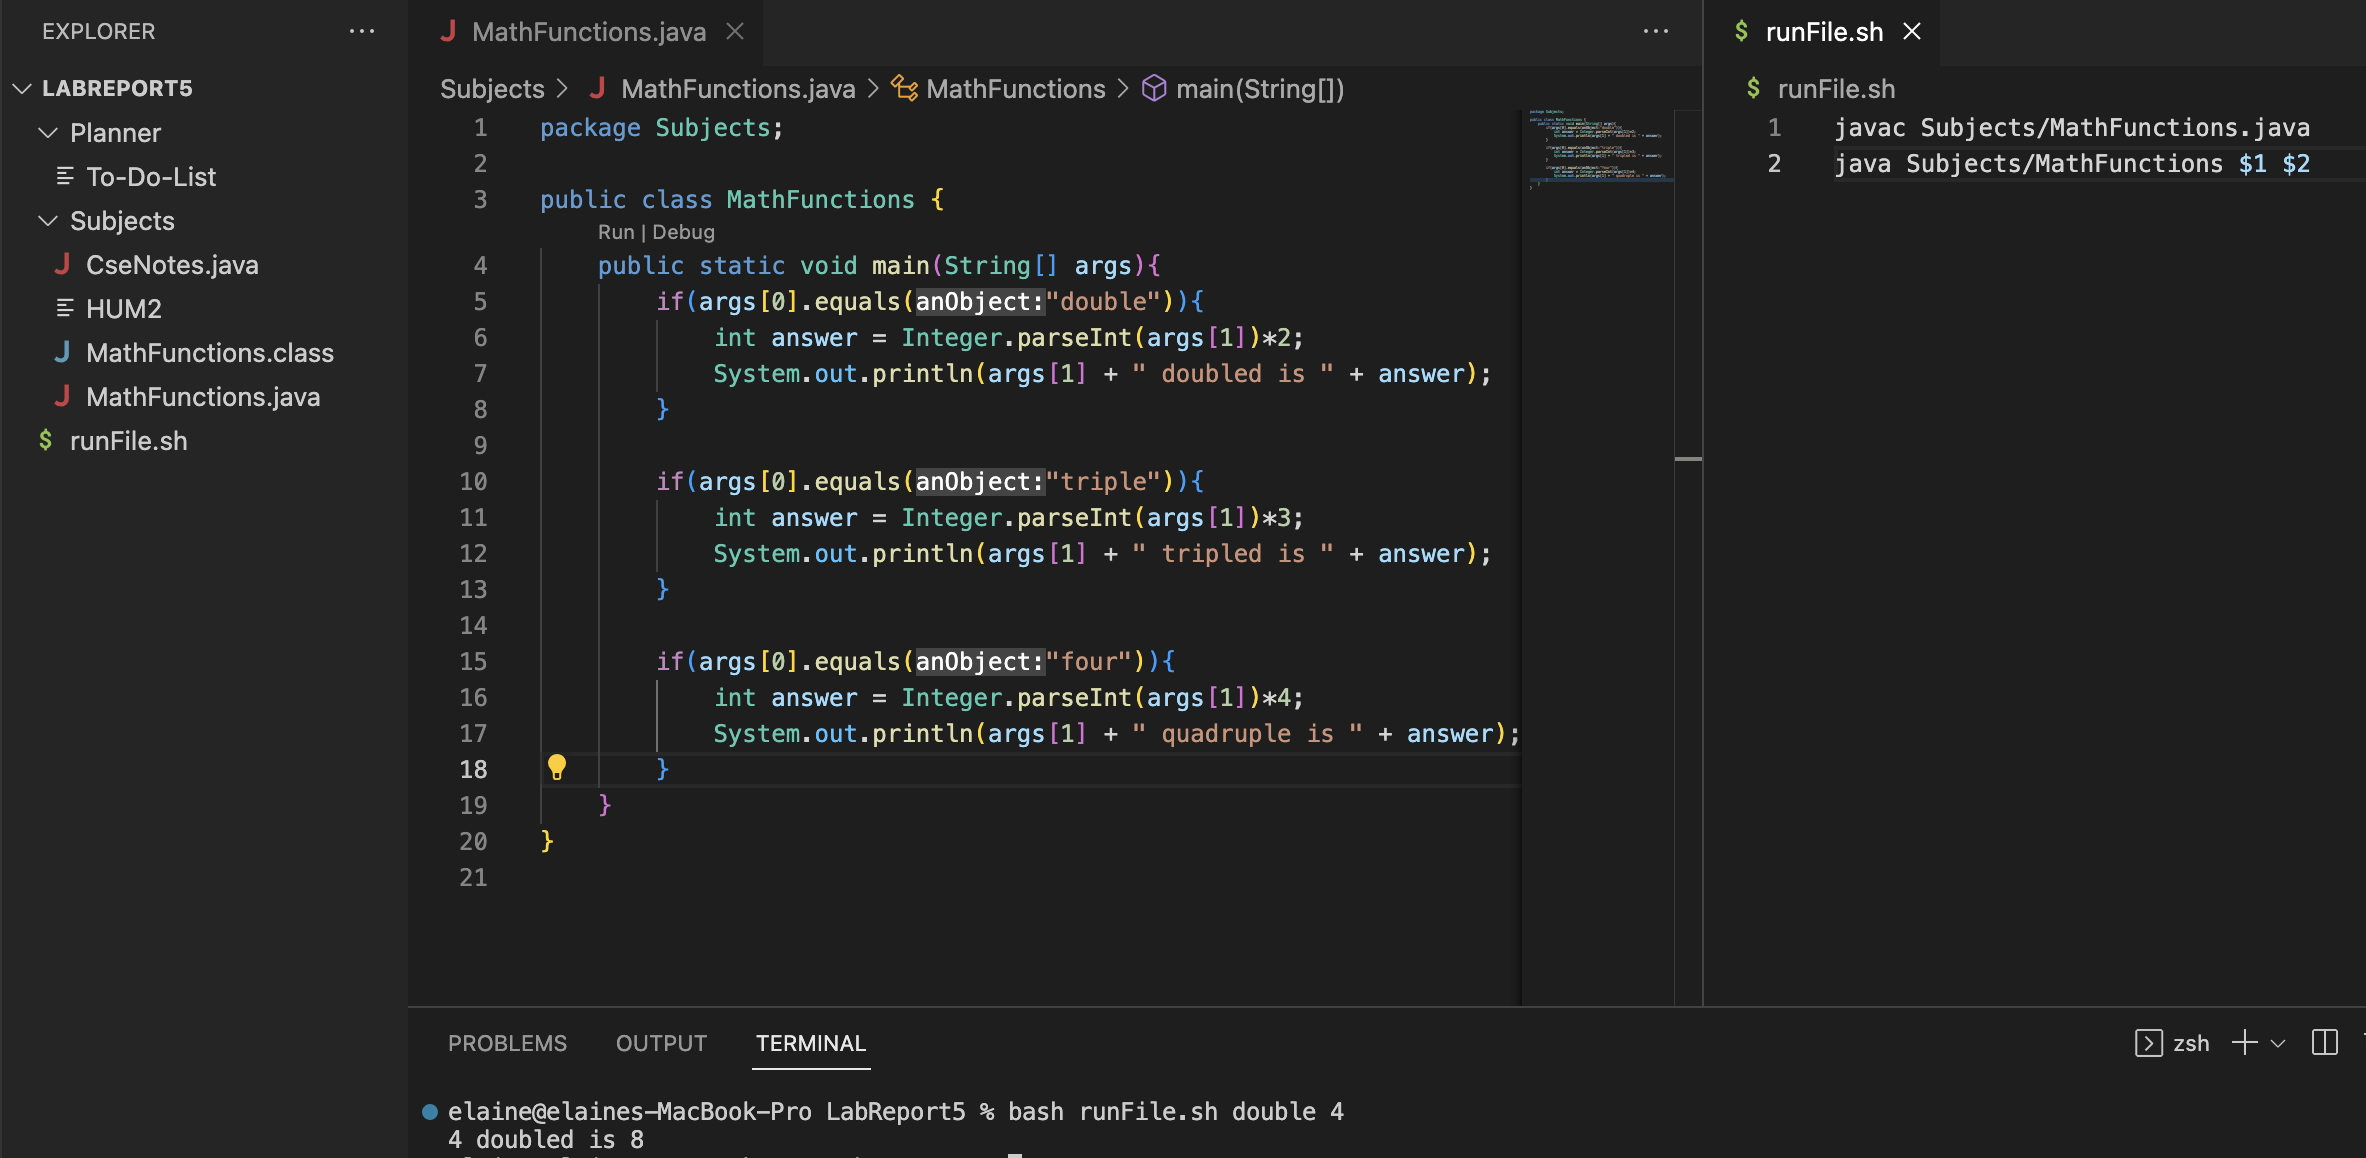 EXPLORER
LABREPORT5
Planner
To-Do-List
Subjects
CseNotes.java
HUM2
MathFunctions.class
MathFunctions.java
runFile.sh
MathFunctions.java
Subjects > MathFunctions.java > MathFunctions > main(String[])
1 package Subjects;
2
3 public class MathFunctions {
Run | Debug
4 public static void main(String[] args){
5 if(args[0].equals(anObject:"double")){
6 int answer = Integer.parseInt(args[1])*2;
7 System.out.println(args[1] + " doubled is " + answer);
8 }
9
10 if(args[0].equals(anObject:"triple")){
11 int answer = Integer.parseInt(args[1])*3;
12 System.out.println(args[1] + " tripled is " + answer);
13 }
14
15 if(args[0].equals(anObject:"four")){
16 int answer = Integer.parseInt(args[1])*4;
17 System.out.println(args[1] + " quadruple is " + answer);
18 }
19 }
20 }
21
runFile.sh
runFile.sh
1 javac Subjects/MathFunctions.java
2 java Subjects/MathFunctions $1 $2
PROBLEMS OUTPUT TERMINAL
zsh
elaine@elaines-MacBook-Pro LabReport5 % bash runFile.sh double 4
4 doubled is 8